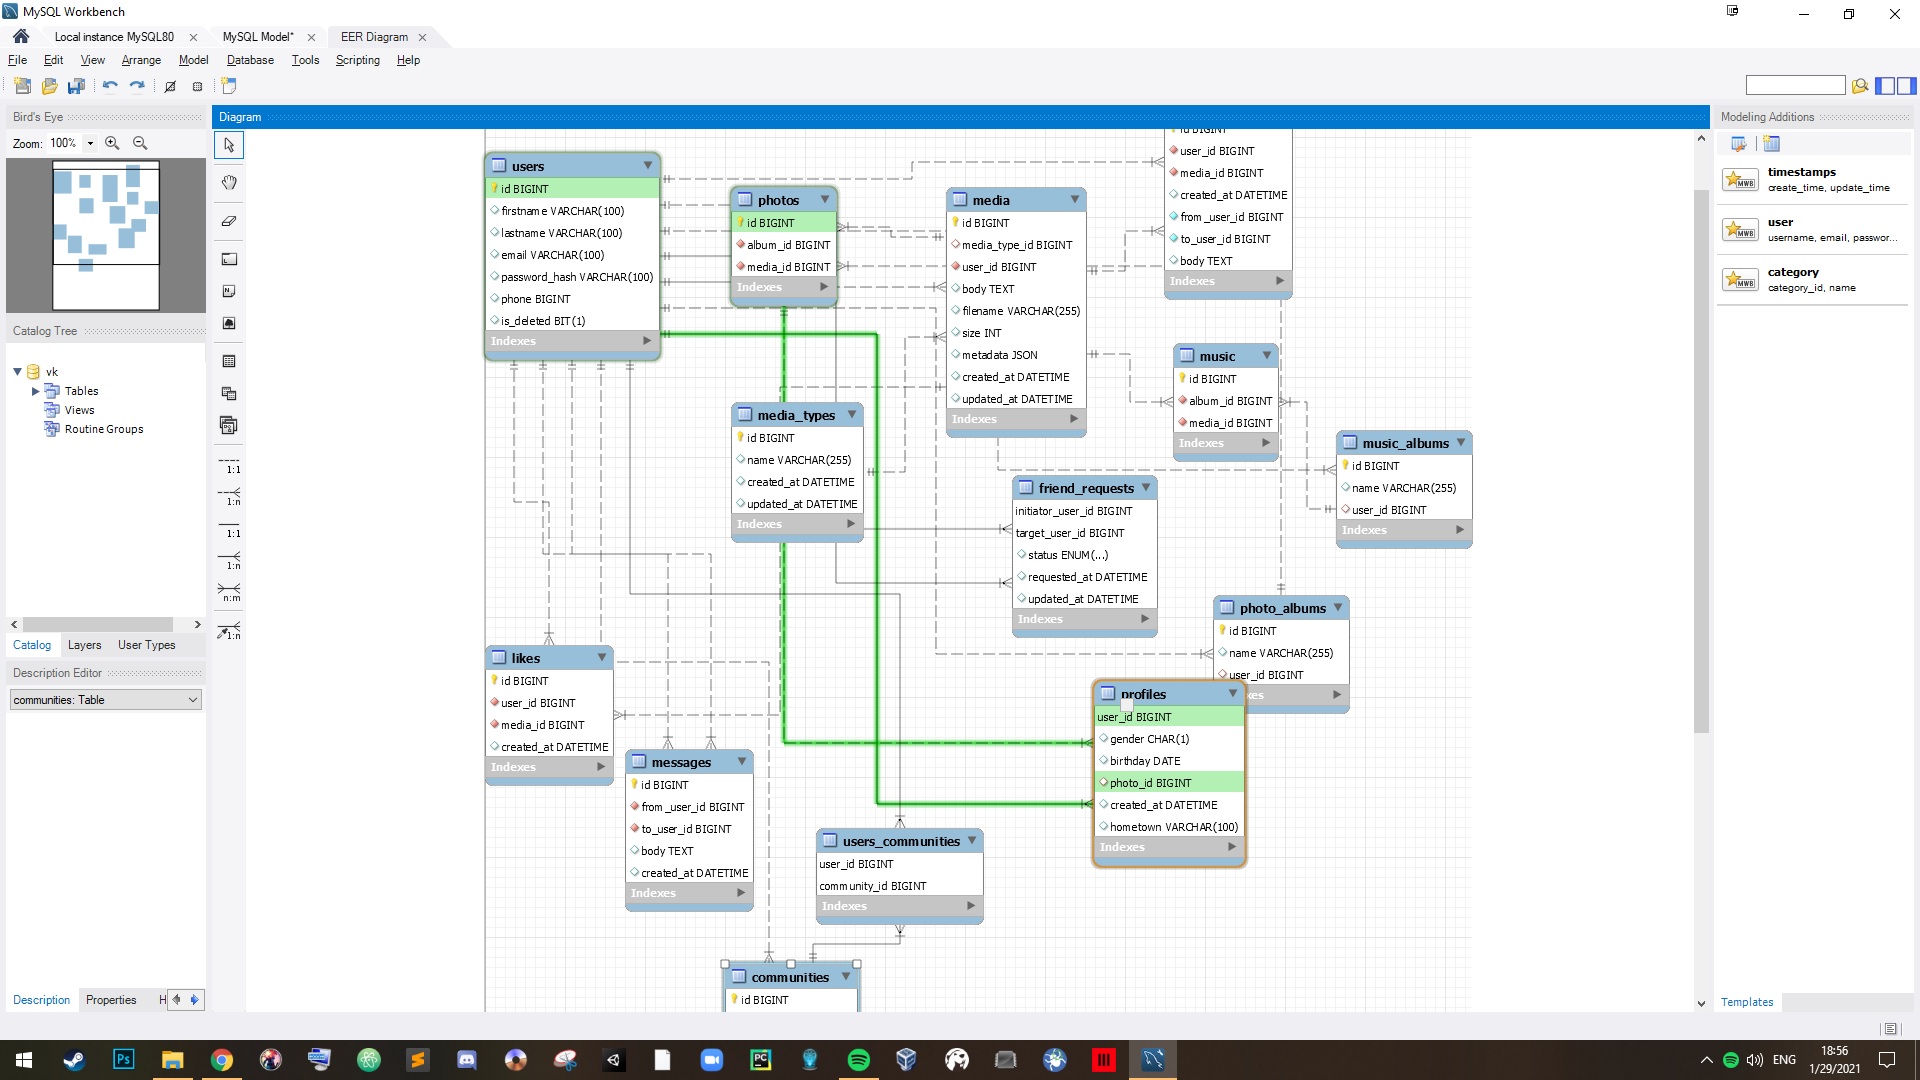 MySQL Workbench
Local instance MySQL80
MySQL Model*
EER Diagram
File Edit View Arrange Model Database Tools Scripting Help
Bird's Eye
Zoom: 100%
Catalog Tree
vk
Tables
Views
Routine Groups
Catalog Layers User Types
Description Editor
communities: Table
Description Properties H
1:1
1:n
1:1
1:n
n:m
1:n
Diagram
users
id BIGINT
firstname VARCHAR(100)
lastname VARCHAR(100)
email VARCHAR(100)
password_hash VARCHAR(100)
phone BIGINT
is_deleted BIT(1)
Indexes
photos
id BIGINT
album_id BIGINT
media_id BIGINT
Indexes
media
id BIGINT
media_type_id BIGINT
user_id BIGINT
body TEXT
filename VARCHAR(255)
size INT
metadata JSON
created_at DATETIME
updated_at DATETIME
Indexes
id BIGINT
user_id BIGINT
media_id BIGINT
created_at DATETIME
from_user_id BIGINT
to_user_id BIGINT
body TEXT
Indexes
music
id BIGINT
album_id BIGINT
media_id BIGINT
Indexes
media_types
id BIGINT
name VARCHAR(255)
created_at DATETIME
updated_at DATETIME
Indexes
music_albums
id BIGINT
name VARCHAR(255)
user_id BIGINT
Indexes
friend_requests
initiator_user_id BIGINT
target_user_id BIGINT
status ENUM(...)
requested_at DATETIME
updated_at DATETIME
Indexes
photo_albums
id BIGINT
name VARCHAR(255)
user_id BIGINT
xes
likes
id BIGINT
user_id BIGINT
media_id BIGINT
created_at DATETIME
Indexes
profiles
user_id BIGINT
gender CHAR(1)
birthday DATE
photo_id BIGINT
created_at DATETIME
hometown VARCHAR(100)
Indexes
messages
id BIGINT
from_user_id BIGINT
to_user_id BIGINT
body TEXT
created_at DATETIME
Indexes
users_communities
user_id BIGINT
community_id BIGINT
Indexes
communities
id BIGINT
Modeling Additions
timestamps
create_time, update_time
user
username, email, passwor...
category
category_id, name
MWB
MWB
MWB
Templates
Ps
PC
ENG
18:56
1/29/2021